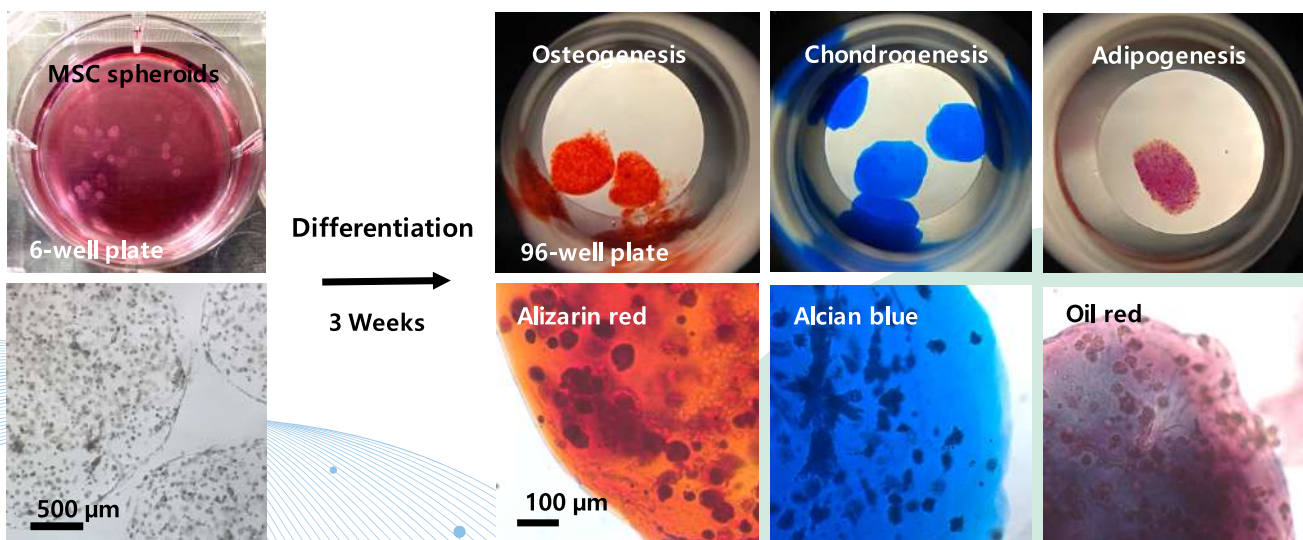 MSC spheroids
6-well plate
500 μm
Differentiation
3 Weeks
Osteogenesis
96-well plate
Chondrogenesis
Adipogenesis
Alizarin red
100 μm
Alcian blue
Oil red